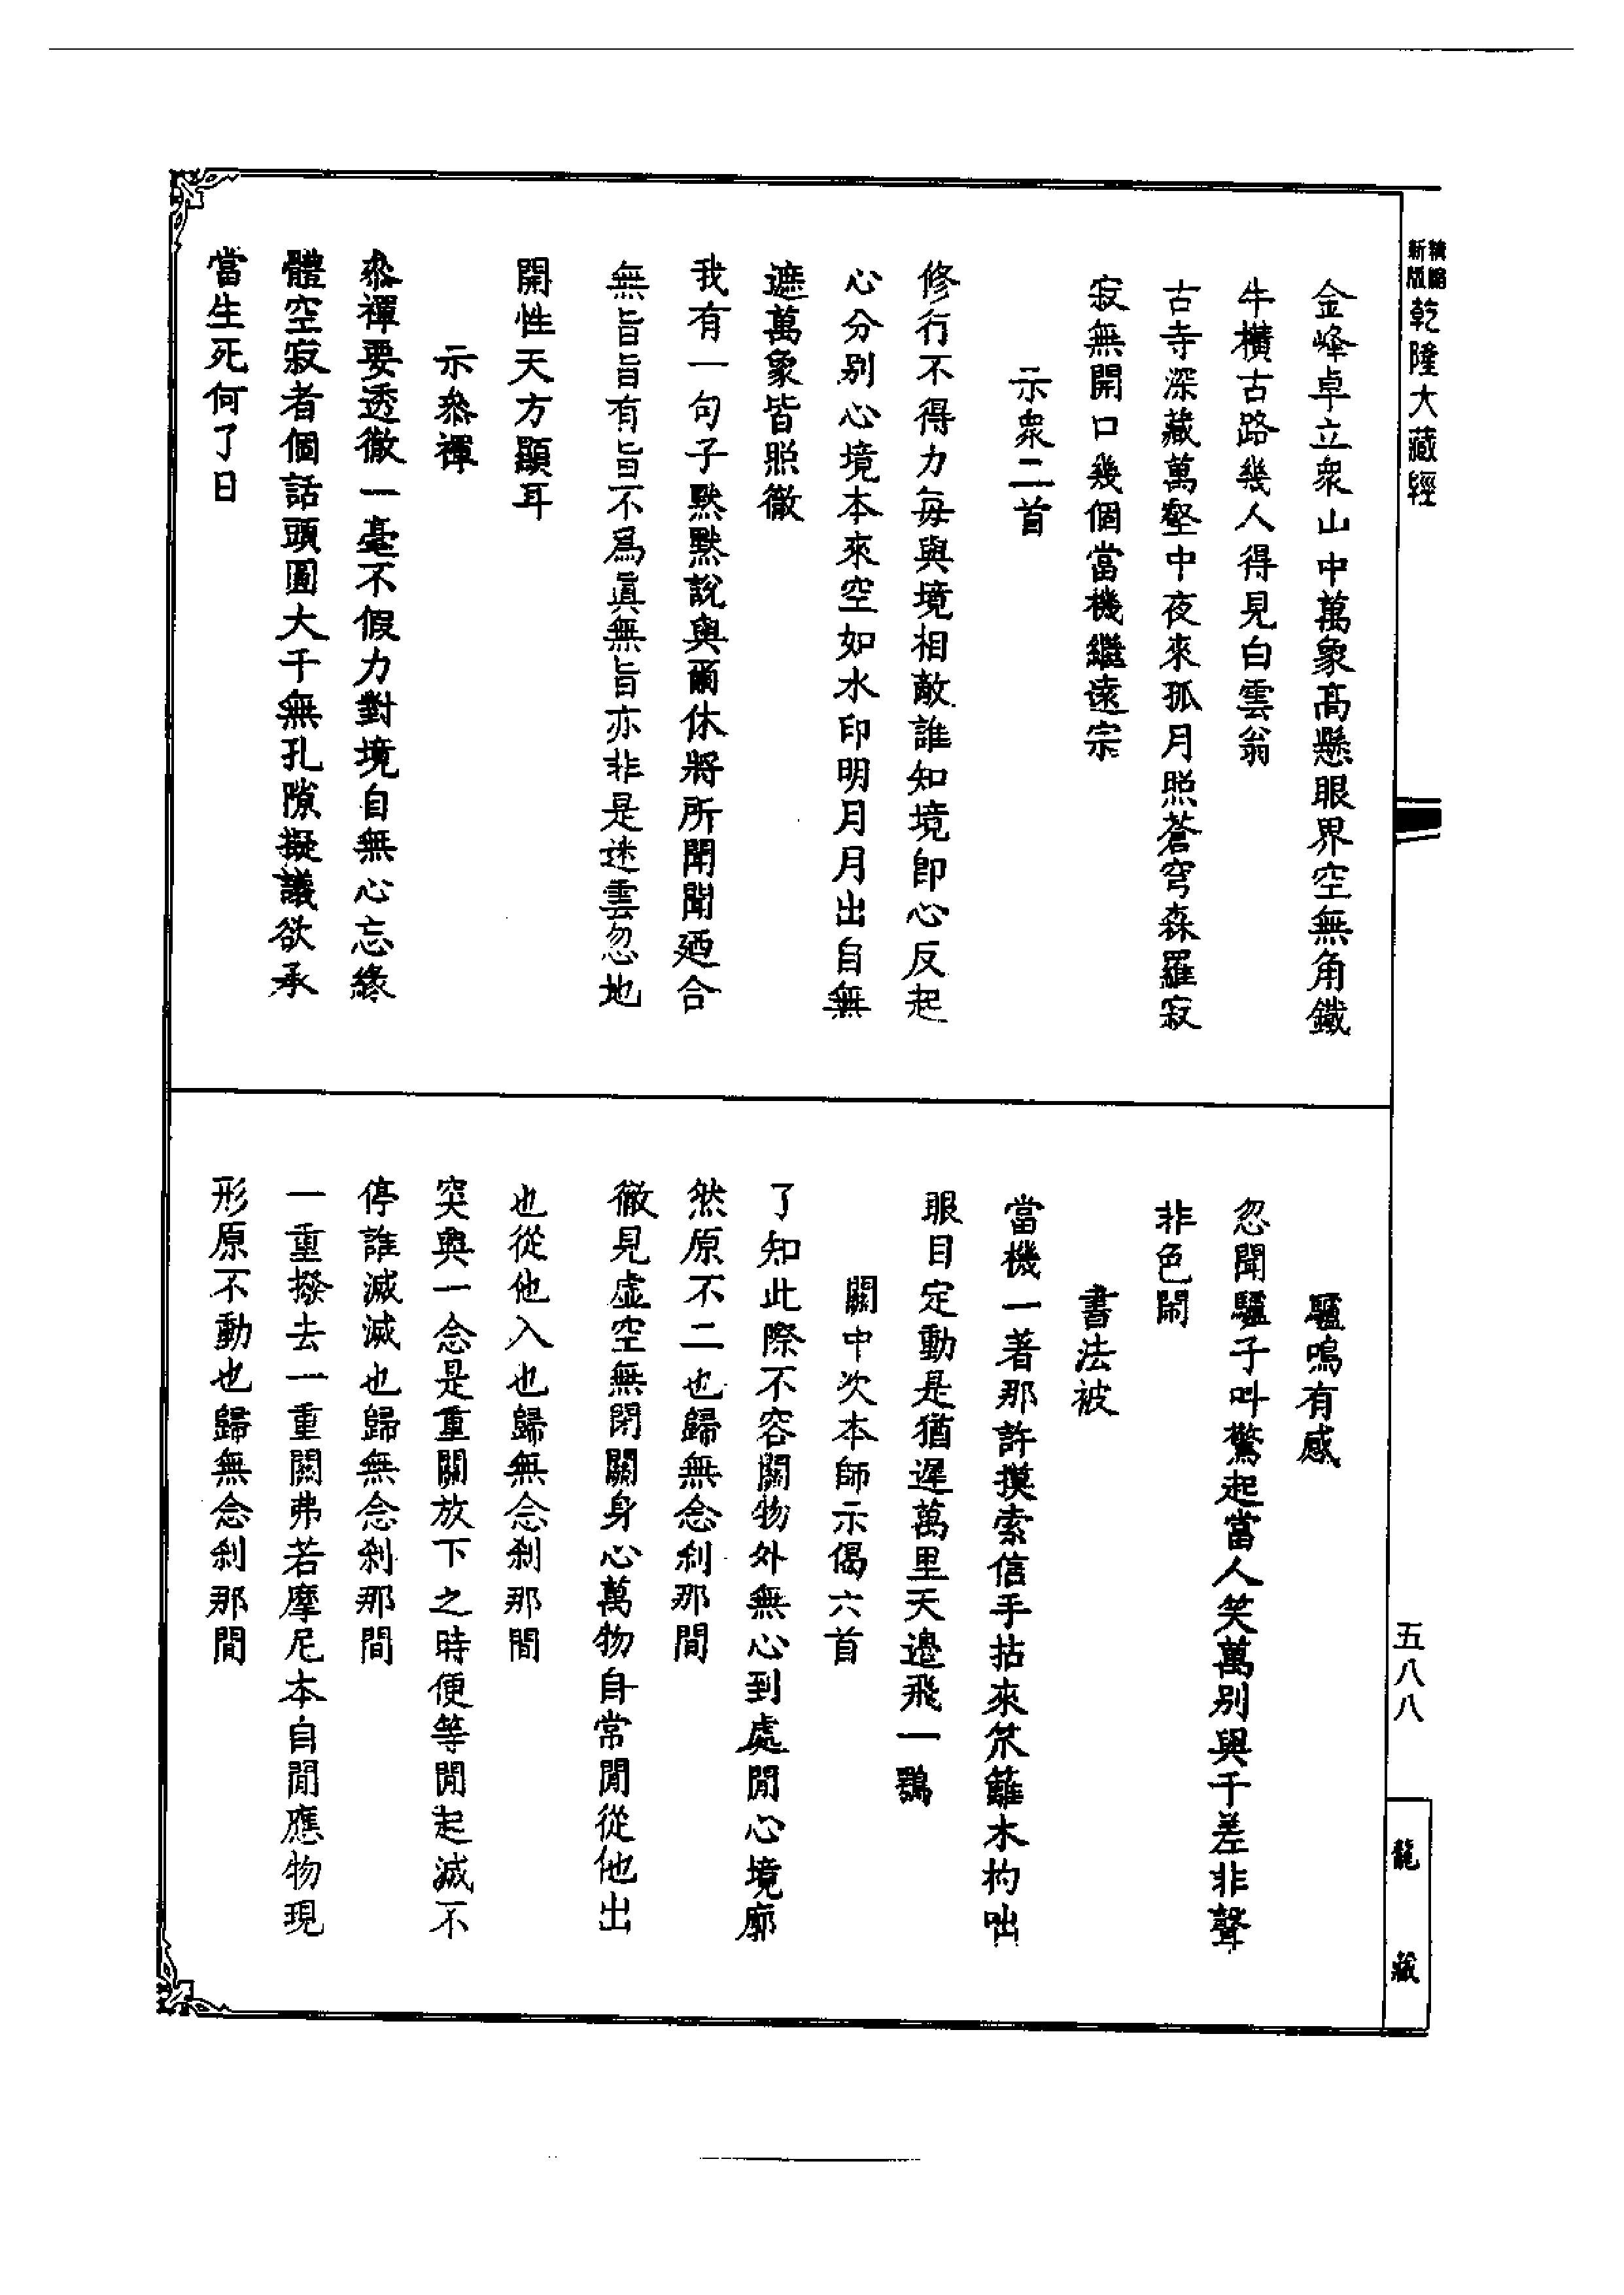 精縮
新版
乾隆大藏經
金峰卓立衆山中萬象高懸眼界空無角鐵
牛橫古路幾人得見白雲翁
古寺深藏萬壑中夜來孤月照蒼穹森羅寂
寂無開口幾個當機繼遠宗
示衆二首
修行不得力每與境相敵誰知境卽心反起
心分别心境本來空如水印明月月出自無
遮萬象皆照徹
我有一句子默默說與爾休將所聞聞廼合
無旨旨有旨不爲眞無旨亦非是迷雲忽地
開性天方顯耳
示叅禪
叅禪要透徹一毫不假力對境自無心忘緣
體空寂者個話頭圓大千無孔隙擬議欲承
當生死何了日
五八八
龍藏
驢鳴有感
忽聞驢子叫驚起當人笑萬别與千差非聲
非色鬧
書法被
當機一著那許摸索信手拈來笊籬木杓咄
眼目定動是猶遲萬里天邊飛一鶚
關中次本師示偈六首
了知此際不容關物外無心到處閒心境廓
然原不二也歸無念刹那間
徹見虛空無閉關身心萬物自常閒從他出
也從他入也歸無念刹那間
突興一念是重關放下之時便等閒起滅不
停誰滅滅也歸無念刹那間
一重撥去一重關弗若摩尼本自閒應物現
形原不動也歸無念刹那間